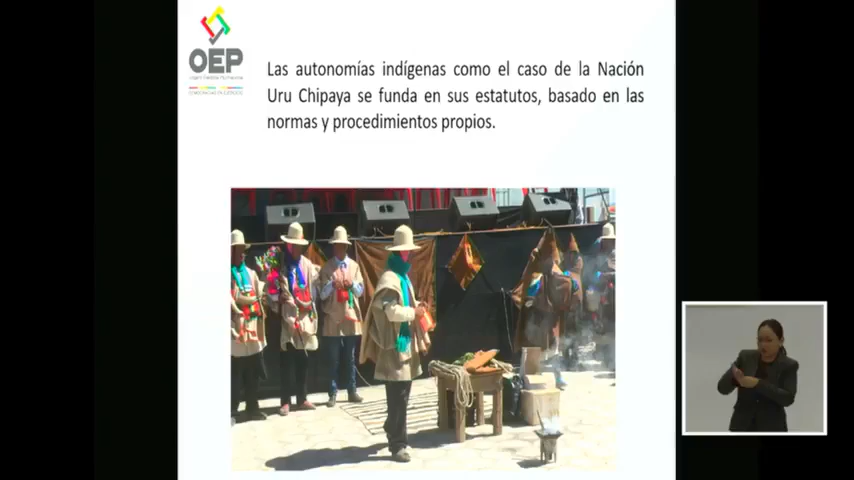 OEP
Las autonomías indígenas como el caso de la Nación
Uru Chipaya se funda en sus estatutos, basado en las
normas y procedimientos propios.